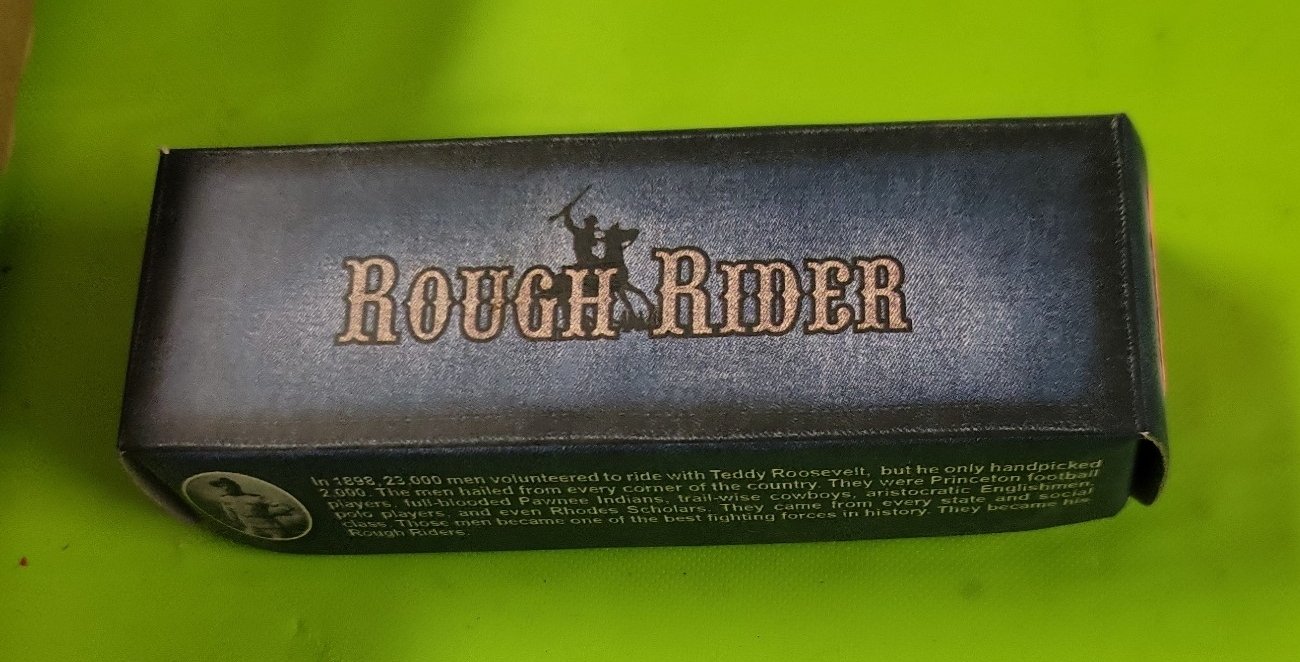 ROUGH RIDER
In 1898, 23,000 men volunteered to ride with Teddy Roosevelt, but he only handpicked
2,000. The men hailed from every corner of the country. They were Princeton football
players, full-blooded Pawnee Indians, trail-wise cowboys, aristocratic Englishmen,
polo players, and even Rhodes Scholars. They came from every state and social
class. Those men became one of the best fighting forces in history. They became his
Rough Riders.